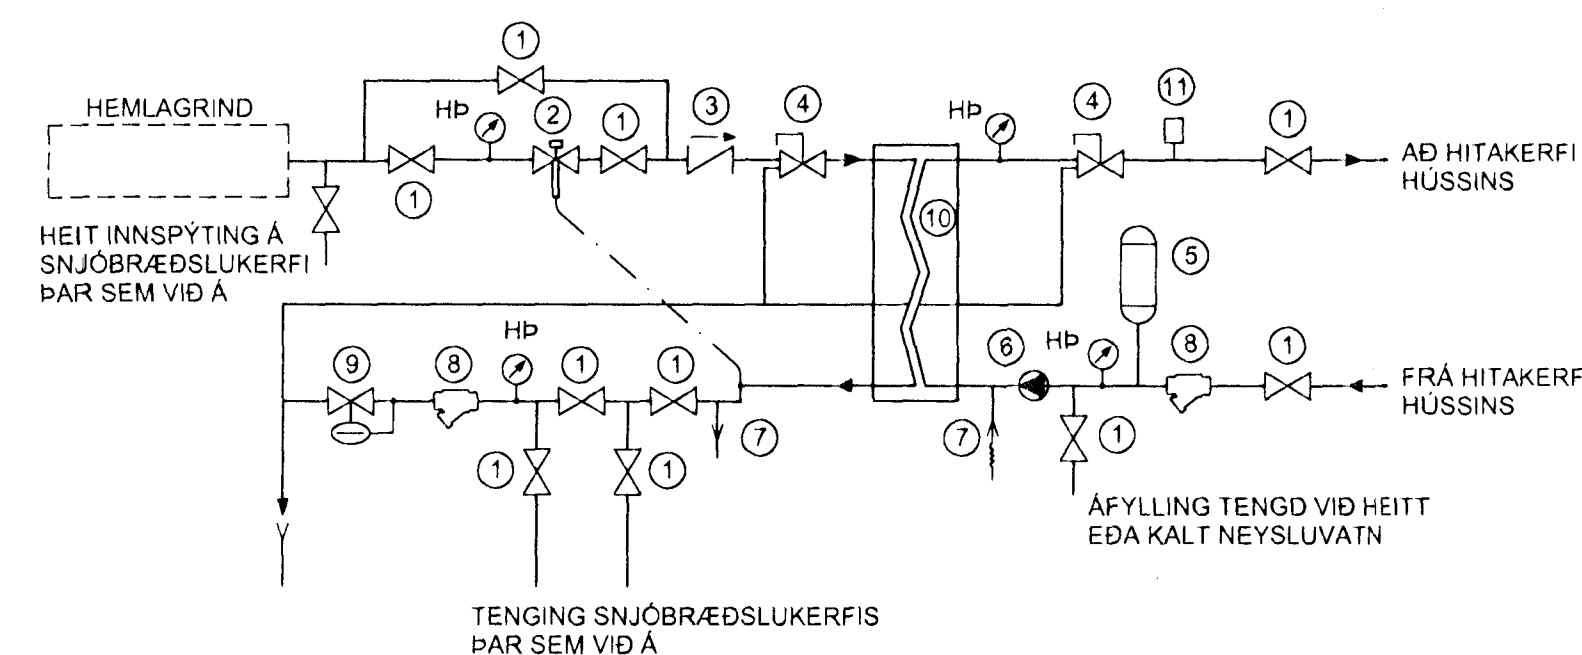 1
HEMLAGRIND
HÞ
2
1
3
4
HÞ
4
11
1
1
AÐ HITAKERFI
HÚSSINS
10
HEIT INNSPÝTING Á
SNJÓBRÆÐSLUKERFI
ÞAR SEM VIÐ Á
5
9
8
HÞ
1
1
6
HÞ
8
1
FRÁ HITAKERF
HÚSSINS
7
7
1
1
1
ÁFYLLING TENGD VIÐ HEITT
EÐA KALT NEYSLUVATN
TENGING SNJÓBRÆÐSLUKERFIS
ÞAR SEM VIÐ Á